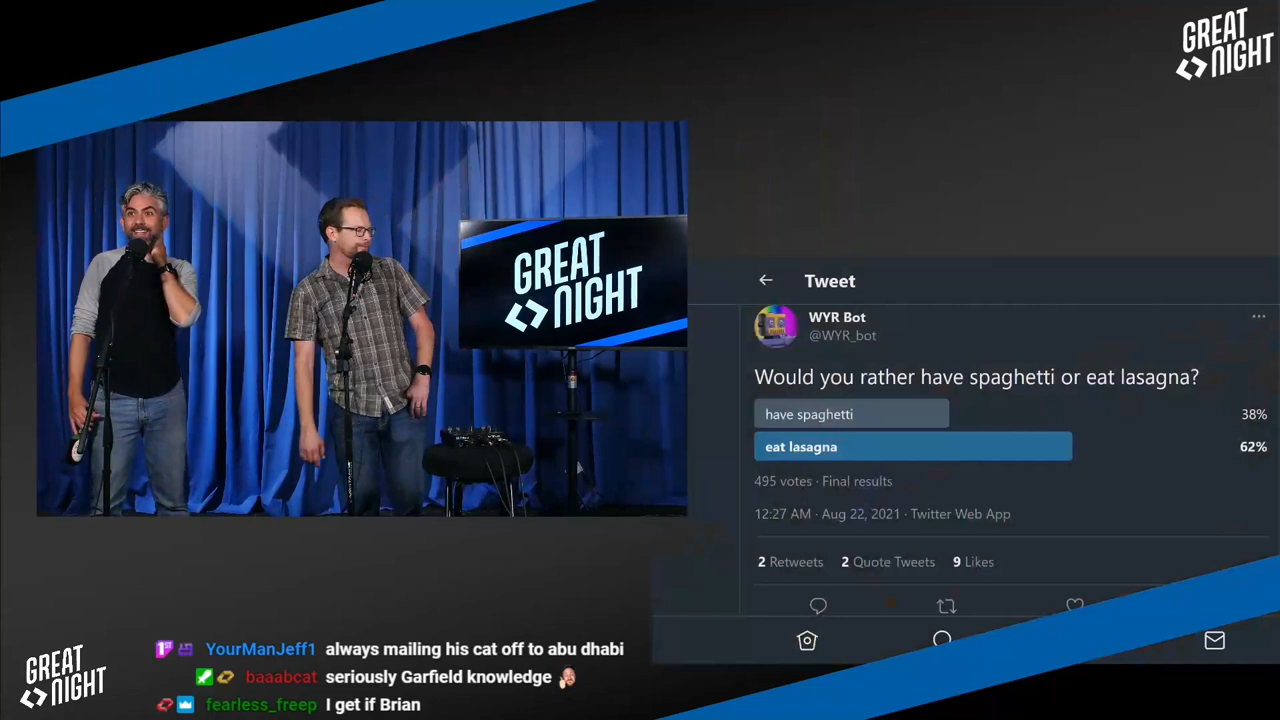 GREAT
NIGHT
GREAT
NIGHT
Tweet
WYR Bot
@WYR_bot
Would you rather have spaghetti or eat lasagna?
have spaghetti 38%
eat lasagna 62%
495 votes · Final results
12:27 AM · Aug 22, 2021 · Twitter Web App
2 Retweets 2 Quote Tweets 9 Likes
GREAT
NIGHT
1st YourManJeff1 always mailing his cat off to abu dhabi
baaabcat seriously Garfield knowledge
fearless_freep I get if Brian